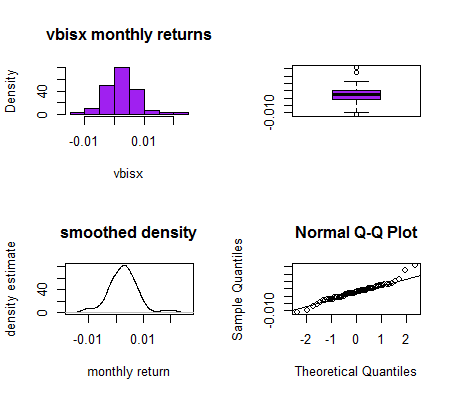 vbisx monthly returns
Density
0 40
-0.01 0.01
vbisx
-0.010
smoothed density
density estimate
0 40
-0.01 0.01
monthly return
Normal Q-Q Plot
Sample Quantiles
-0.010
-2 -1 0 1 2
Theoretical Quantiles